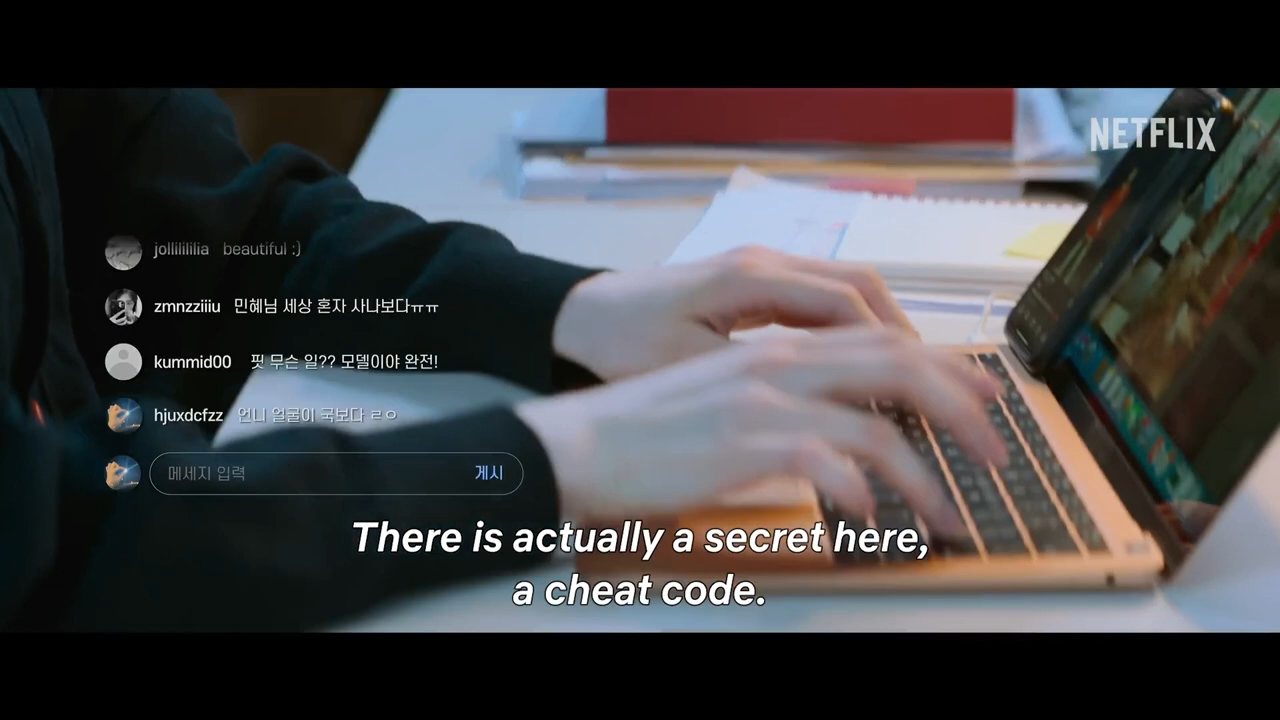 NETFLIX
jolliilililia beautiful :)
zmnzziiiu 민혜님 세상 혼자 사나보다ㅠㅠ
kummid00 핏 무슨 일?? 모델이야 완전!
hjuxdcfzz 언니 얼굴이 국보다 ㄹㅇ
메세지 입력 게시
There is actually a secret here,
a cheat code.